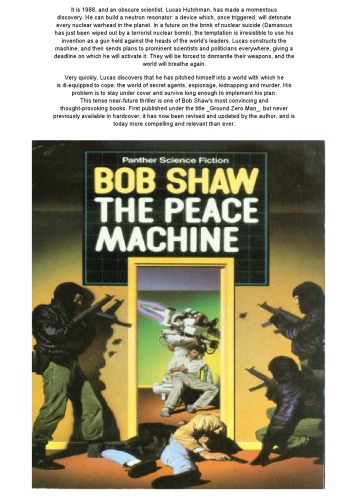 It is 1988, and an obscure scientist, Lucas Hutchman, has made a momentous
discovery. He can build a neutron resonator: a device which, once triggered, will detonate
every nuclear warhead in the planet. In a future on the brink of nuclear suicide (Damascus
has just been wiped out by a terrorist nuclear bomb), the temptation is irresistible to use his
invention as a gun held against the heads of the world's leaders. Lucas constructs the
machine, and then sends plans to prominent scientists and politicians everywhere, giving a
deadline on which he will activate it. They will be forced to dismantle their weapons, and the
world will breathe again.
Very quickly, Lucas discovers that he has pitched himself into a world with which he
is ill-equipped to cope: the world of secret agents, espionage, kidnapping and murder. His
problem is to stay under cover and survive long enough to implement his plan.
This tense near-future thriller is one of Bob Shaw's most convincing and
thought-provoking books. First published under the title _Ground Zero Man_, but never
previously available in hardcover, it has now been revised and updated by the author, and is
today more compelling and relevant than ever.
Panther Science Fiction
BOB SHAW
THE PEACE
MACHINE